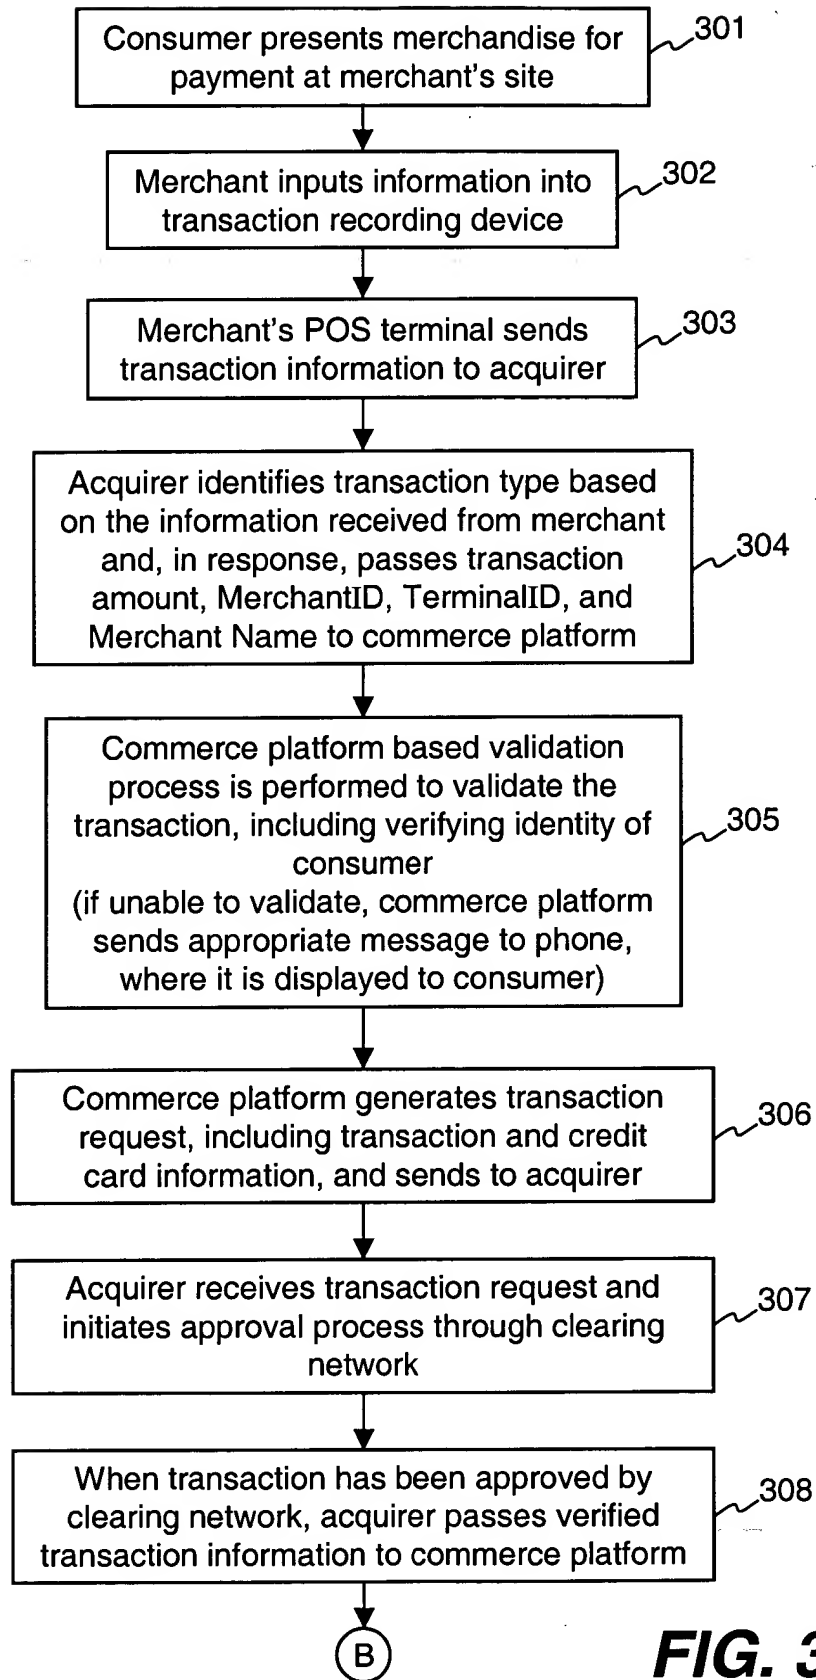 Consumer presents merchandise for
payment at merchant's site
301
Merchant inputs information into
transaction recording device
302
Merchant's POS terminal sends
transaction information to acquirer
303
Acquirer identifies transaction type based
on the information received from merchant
and, in response, passes transaction
amount, MerchantID, TerminalID, and
Merchant Name to commerce platform
304
Commerce platform based validation
process is performed to validate the
transaction, including verifying identity of
consumer
(if unable to validate, commerce platform
sends appropriate message to phone,
where it is displayed to consumer)
305
Commerce platform generates transaction
request, including transaction and credit
card information, and sends to acquirer
306
Acquirer receives transaction request and
initiates approval process through clearing
network
307
When transaction has been approved by
clearing network, acquirer passes verified
transaction information to commerce platform
308
B
FIG. 3